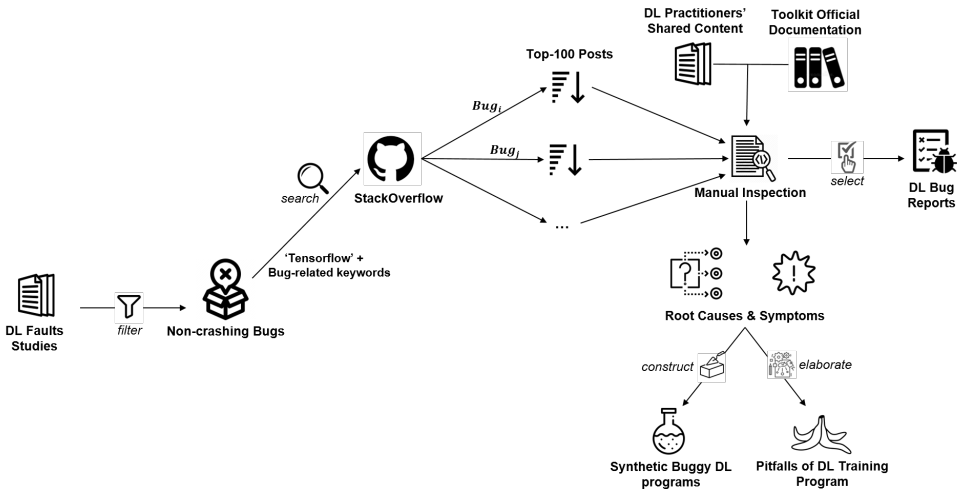 DL Practitioners'
Shared Content
Toolkit Official
Documentation
Top-100 Posts
Bug_i
Bug_j
search
StackOverflow
...
Manual Inspection
select
DL Bug
Reports
'Tensorflow' +
Bug-related keywords
DL Faults
Studies
filter
Non-crashing Bugs
Root Causes & Symptoms
construct
elaborate
Synthetic Buggy DL
programs
Pitfalls of DL Training
Program